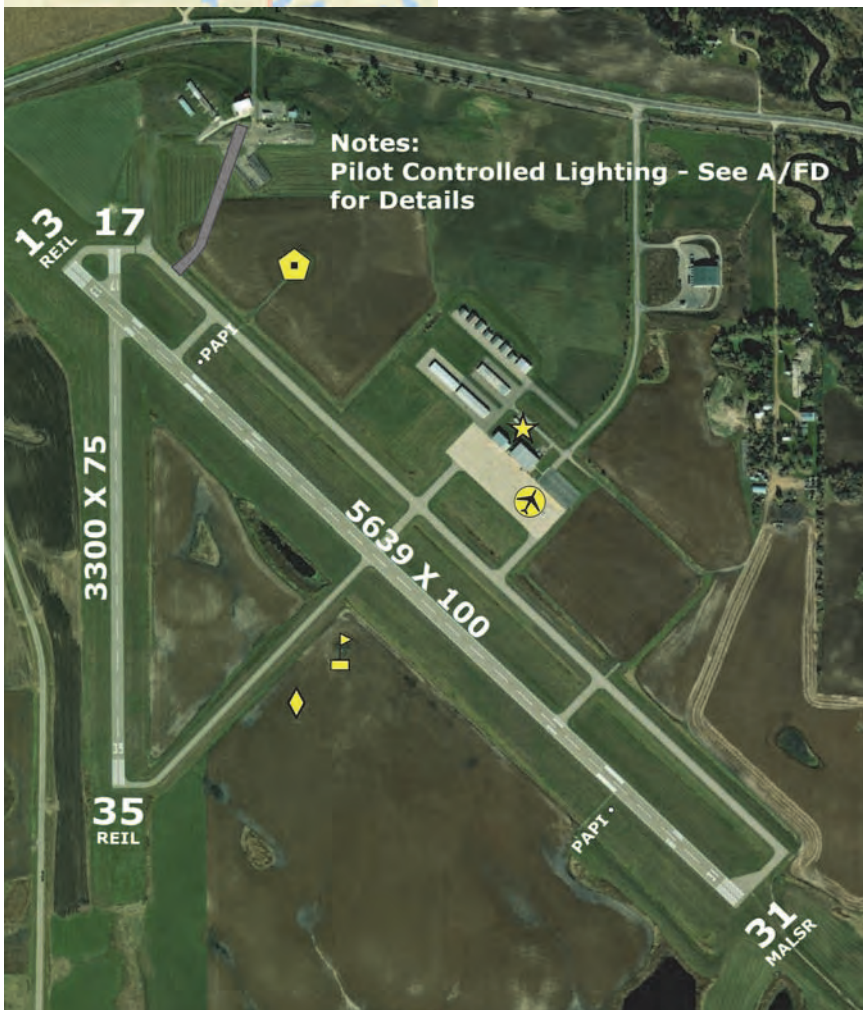 Notes:
Pilot Controlled Lighting - See A/FD
for Details
13
REIL
17
PAPI
3300 X 75
5639 X 100
35
35
REIL
PAPI
31
MALSR